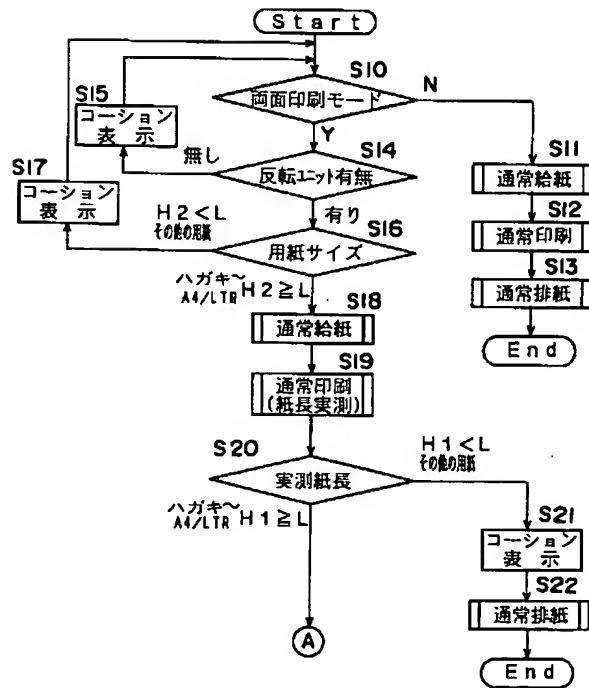 Start
S10
両面印刷モード
N
Y
S15
コーション
表 示
無し
S14
反転ユニット有無
有り
S17
コーション
表 示
H2<L
その他の用紙
S16
用紙サイズ
ハガキ～
A4/LTR H2≧L
S11
通常給紙
S12
通常印刷
S13
通常排紙
End
S18
通常給紙
S19
通常印刷
(紙長実測)
S20
実測紙長
H1<L
その他の用紙
ハガキ～
A4/LTR H1≧L
S21
コーション
表 示
S22
通常排紙
End
A